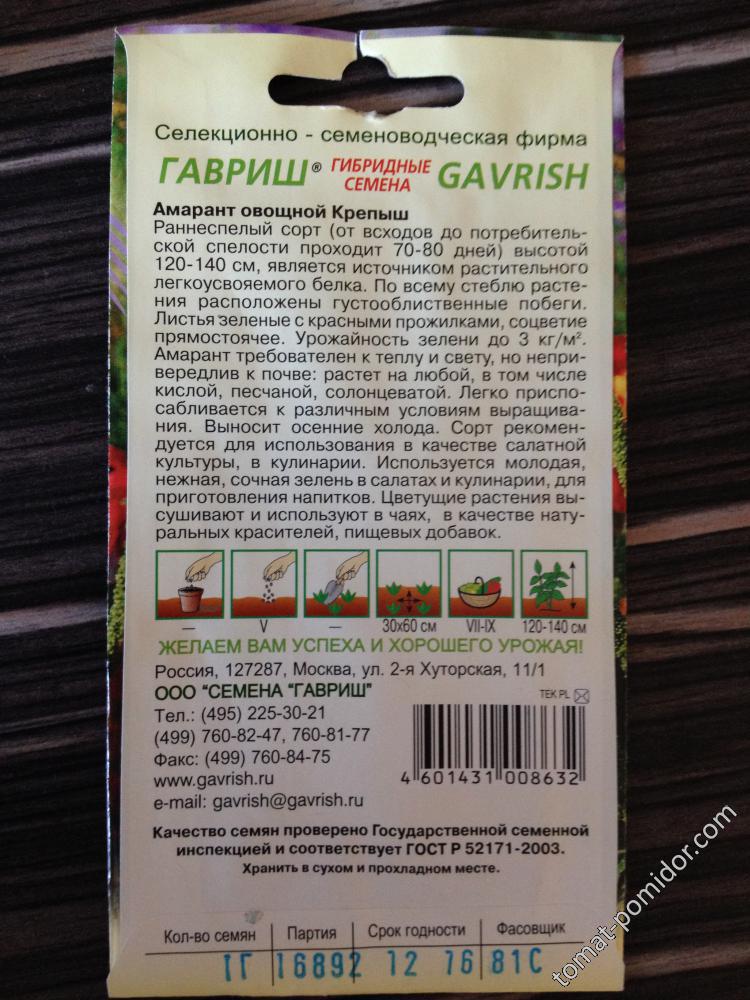 Селекционно - семеноводческая фирма
ГАВРИШ® ГИБРИДНЫЕ СЕМЕНА GAVRISH
Амарант овощной Крепыш
Раннеспелый сорт (от всходов до потребитель-
ской спелости проходит 70-80 дней) высотой
120-140 см, является источником растительного
легкоусвояемого белка. По всему стеблю расте-
ния расположены густооблиственные побеги.
Листья зеленые с красными прожилками, соцветие
прямостоячее. Урожайность зелени до 3 кг/м².
Амарант требователен к теплу и свету, но непри-
вередлив к почве: растет на любой, в том числе
кислой, песчаной, солонцеватой. Легко приспо-
сабливается к различным условиям выращива-
ния. Выносит осенние холода. Сорт рекомен-
дуется для использования в качестве салатной
культуры, в кулинарии. Используется молодая,
нежная, сочная зелень в салатах и кулинарии, для
приготовления напитков. Цветущие растения вы-
сушивают и используют в чаях, в качестве нату-
ральных красителей, пищевых добавок.
— V — 30х60 см VII-IX 120-140 см
ЖЕЛАЕМ ВАМ УСПЕХА И ХОРОШЕГО УРОЖАЯ!
Россия, 127287, Москва, ул. 2-я Хуторская, 11/1
ООО "СЕМЕНА "ГАВРИШ"
TEK PL
Тел.: (495) 225-30-21
(499) 760-82-47, 760-81-77
Факс: (499) 760-84-75
www.gavrish.ru
e-mail: gavrish@gavrish.ru
4 601431 008632
Качество семян проверено Государственной семенной
инспекцией и соответствует ГОСТ Р 52171-2003.
Хранить в сухом и прохладном месте.
Кол-во семян Партия Срок годности Фасовщик
1Г 16892 12 16 81С
tomat-pomidor.com